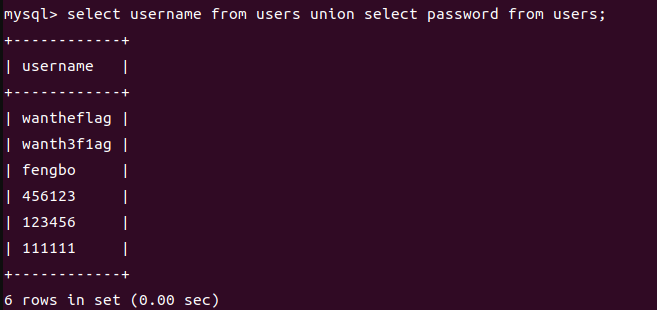 mysql> select username from users union select password from users;
+------------+
| username   |
+------------+
| wantheflag |
| wanth3f1ag |
| fengbo     |
| 456123     |
| 123456     |
| 111111     |
+------------+
6 rows in set (0.00 sec)